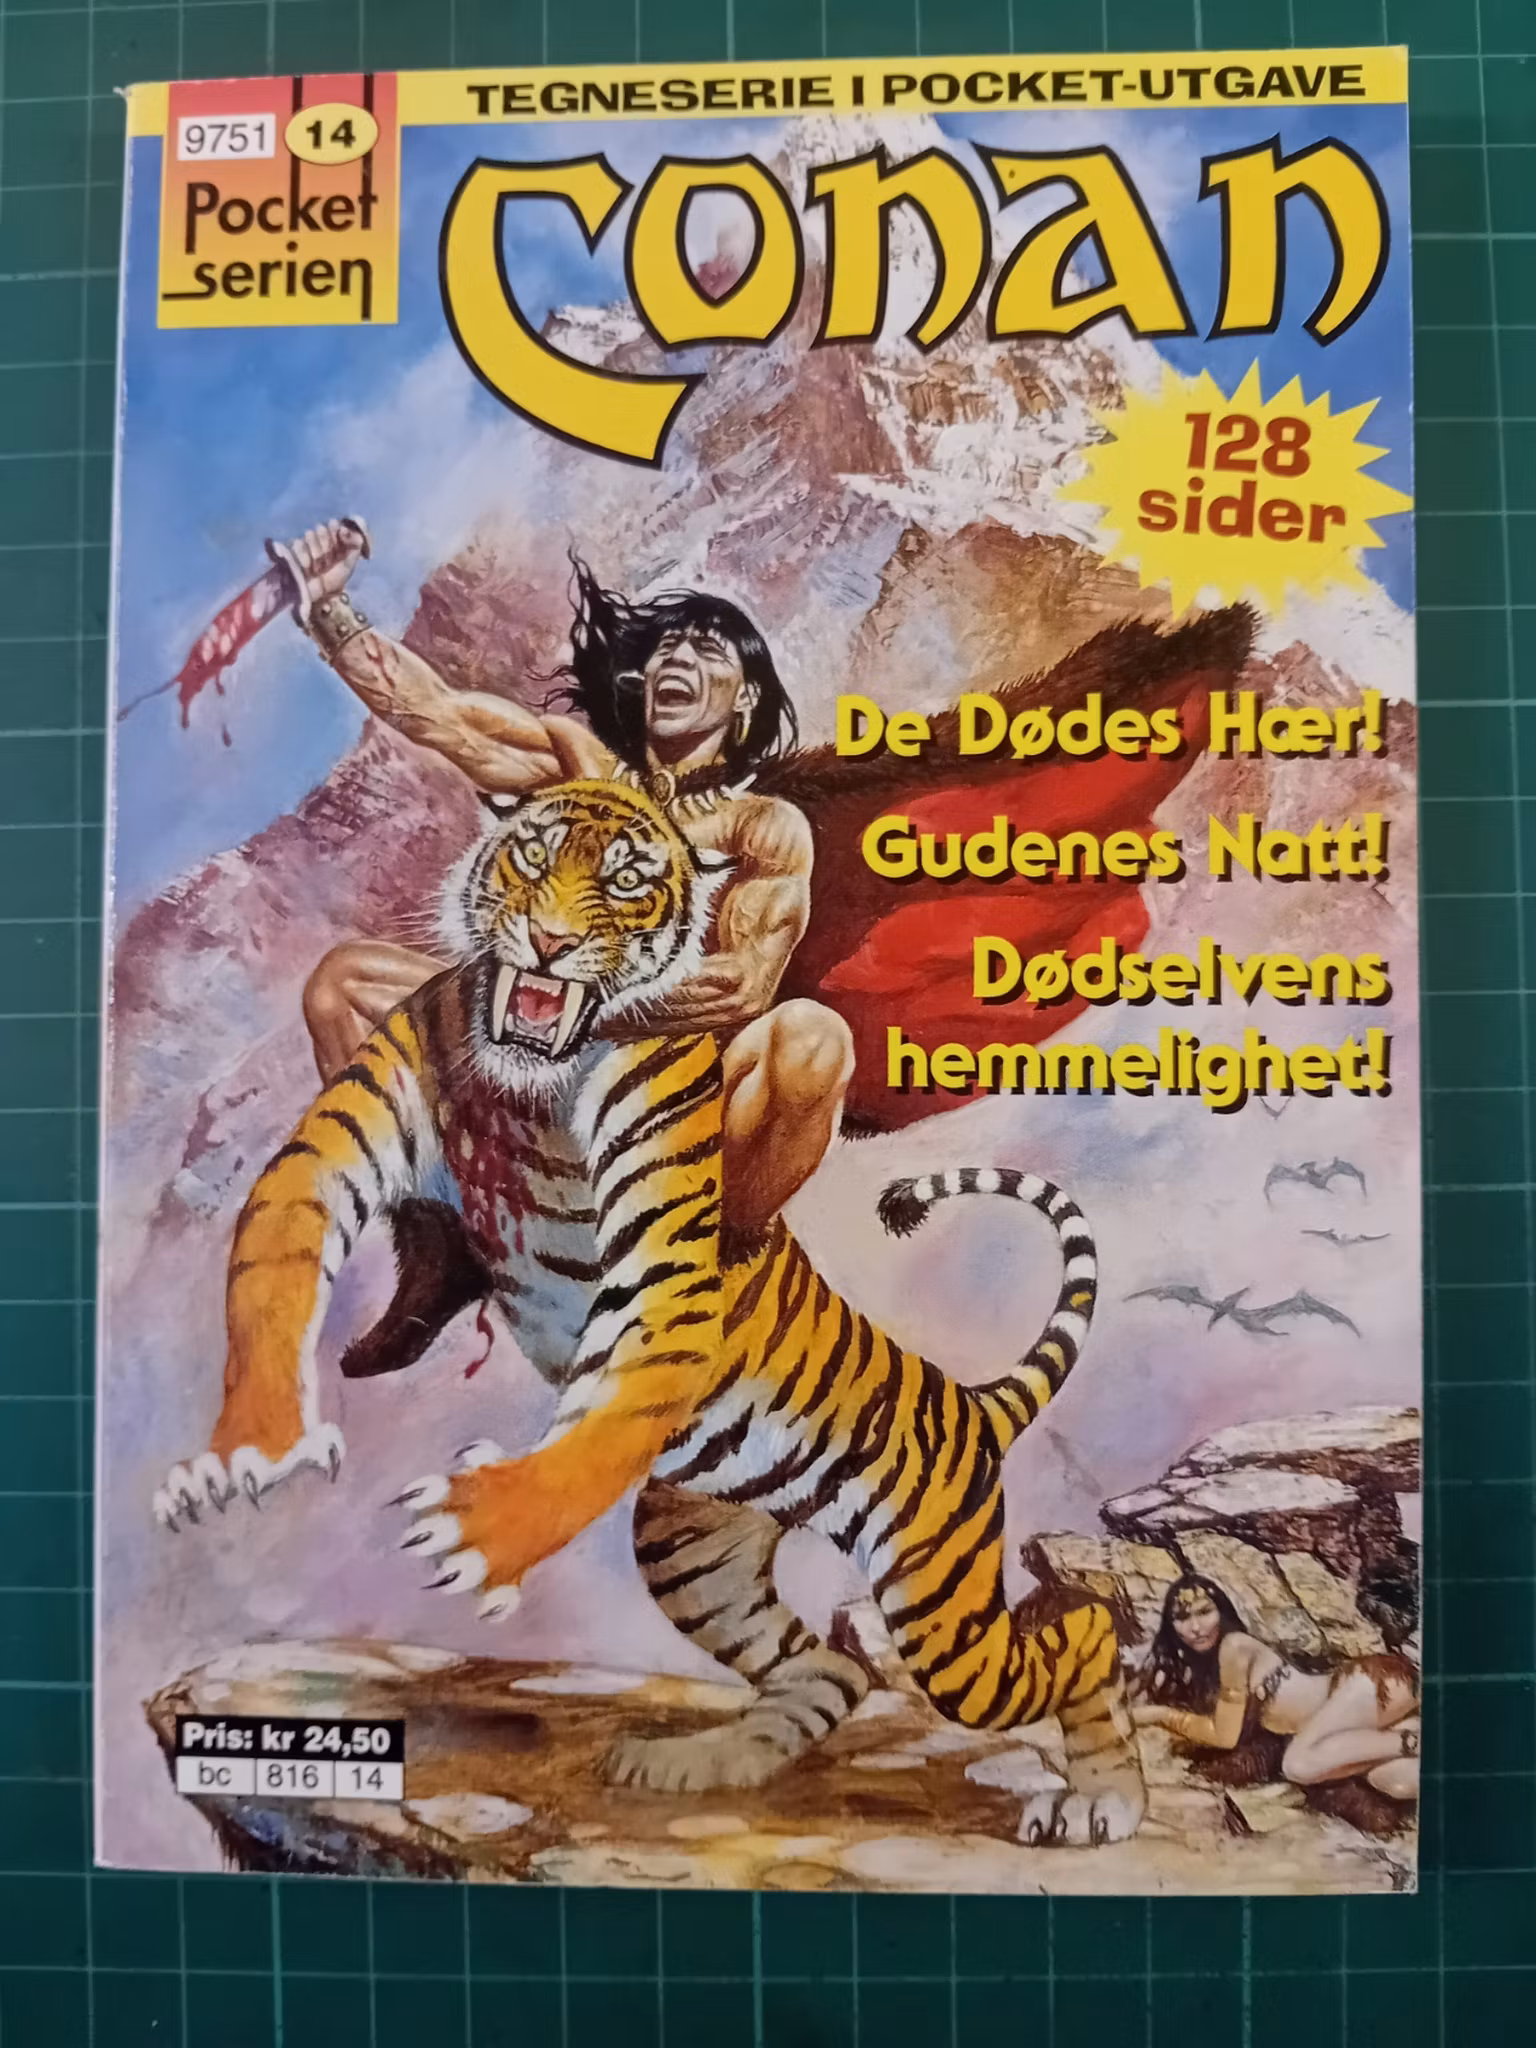 TEGNESERIE I POCKET-UTGAVE
9751 14
Pocket
serien
Conan
128
sider
De Dødes Hær!
Gudenes Natt!
Dødselvens
hemmelighet!
Pris: kr 24,50
bc 816 14